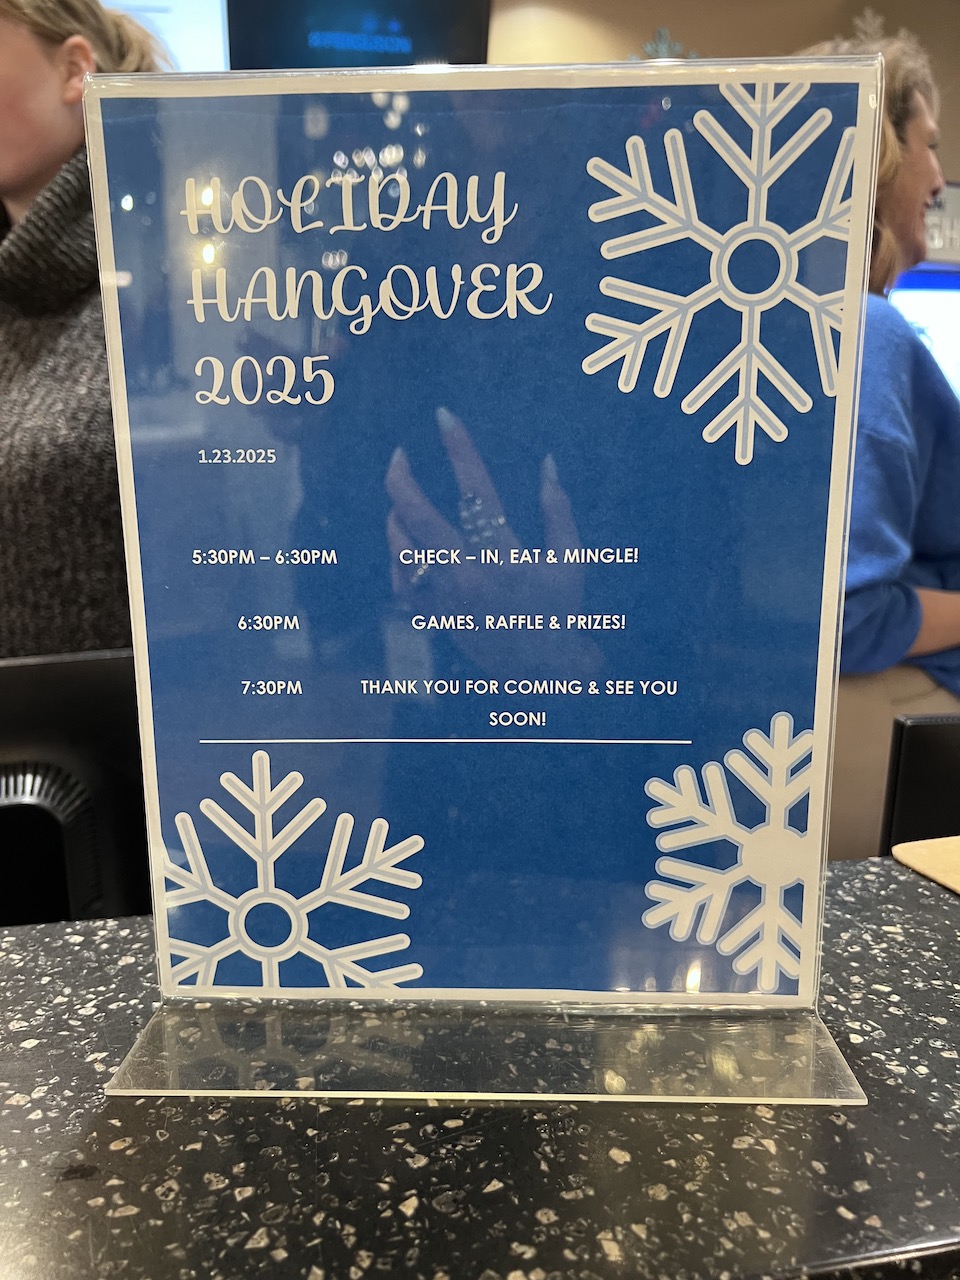 HOLIDAY
HANGOVER
2025
1.23.2025
5:30PM – 6:30PM CHECK – IN, EAT & MINGLE!
6:30PM GAMES, RAFFLE & PRIZES!
7:30PM THANK YOU FOR COMING & SEE YOU
SOON!